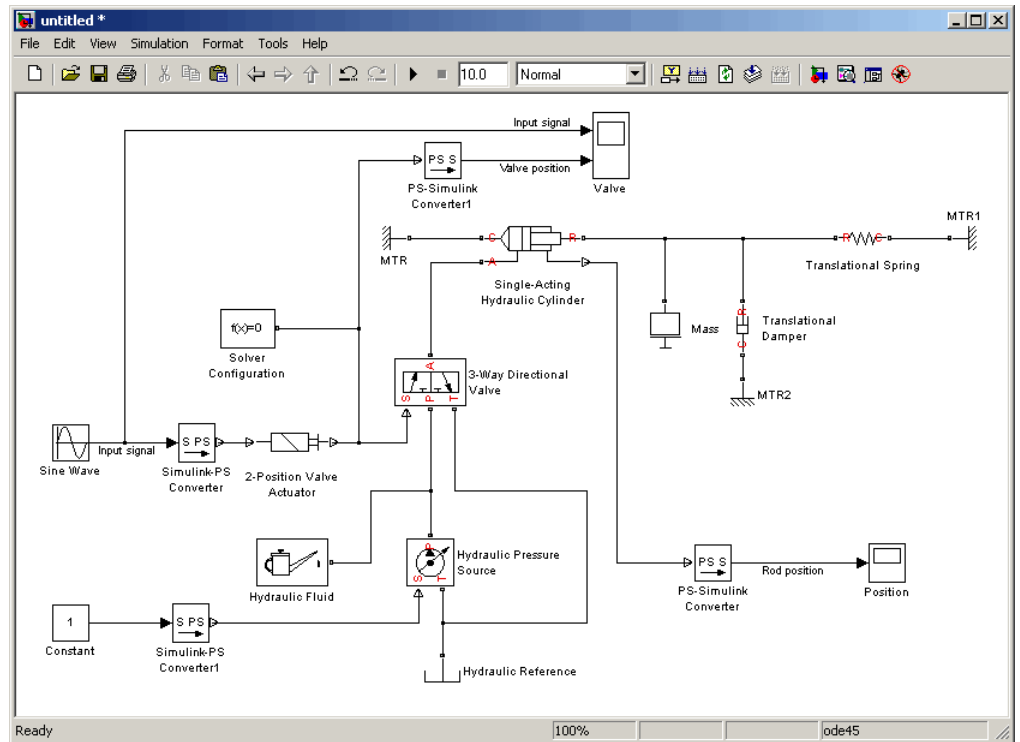 untitled *
File Edit View Simulation Format Tools Help
10.0 Normal
Input signal
PS S
Valve position
PS-Simulink
Converter1
Valve
MTR
C
R
A
Single-Acting
Hydraulic Cylinder
R
C
MTR1
Translational Spring
Mass
R
C
Translational
Damper
MTR2
f(x)=0
Solver
Configuration
A
S P T
3-Way Directional
Valve
Sine Wave
Input signal
S PS
Simulink-PS
Converter
2-Position Valve
Actuator
Hydraulic Fluid
P
S T
Hydraulic Pressure
Source
PS S
PS-Simulink
Converter
Rod position
Position
1
Constant
S PS
Simulink-PS
Converter1
Hydraulic Reference
Ready 100% ode45